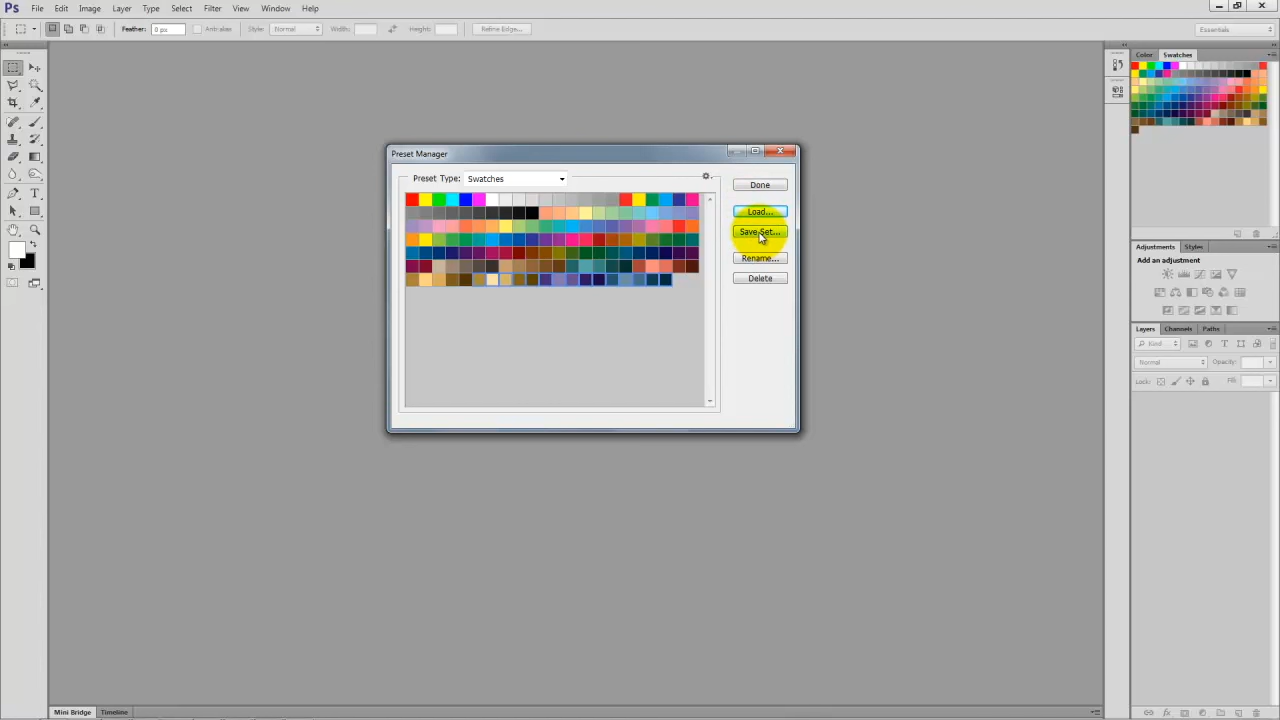 Ps File Edit Image Layer Type Select Filter View Window Help
Feather: 0 px Anti-alias Style: Normal Width: Height: Refine Edge... Essentials
Color Swatches
Preset Manager
Preset Type: Swatches
Done
Load...
Save Set...
Rename...
Delete
Adjustments Styles
Add an adjustment
Layers Channels Paths
Kind
Normal Opacity:
Lock: Fill:
Mini Bridge Timeline